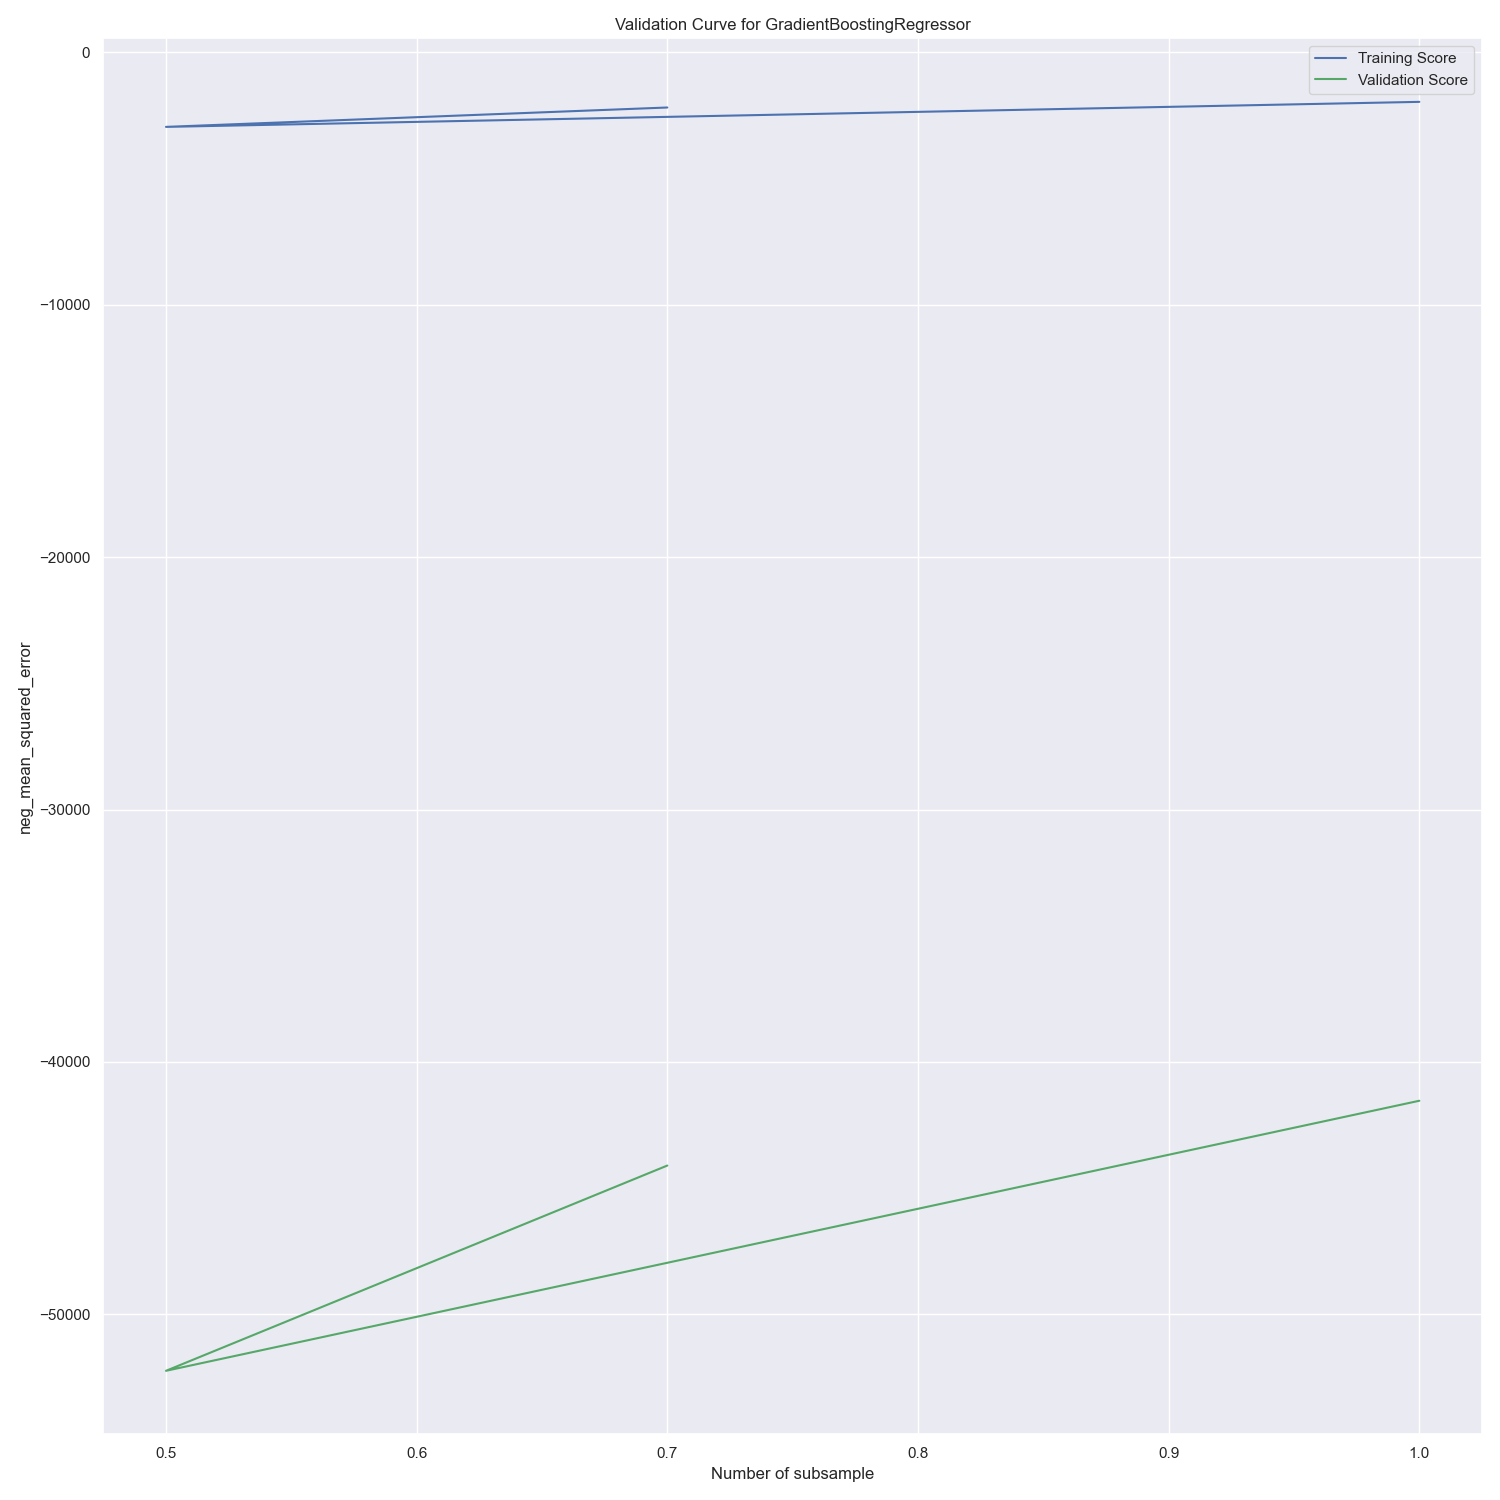 Validation Curve for GradientBoostingRegressor
Training Score
Validation Score
neg_mean_squared_error
0
−10000
−20000
−30000
−40000
−50000
0.5
0.6
0.7
0.8
0.9
1.0
Number of subsample